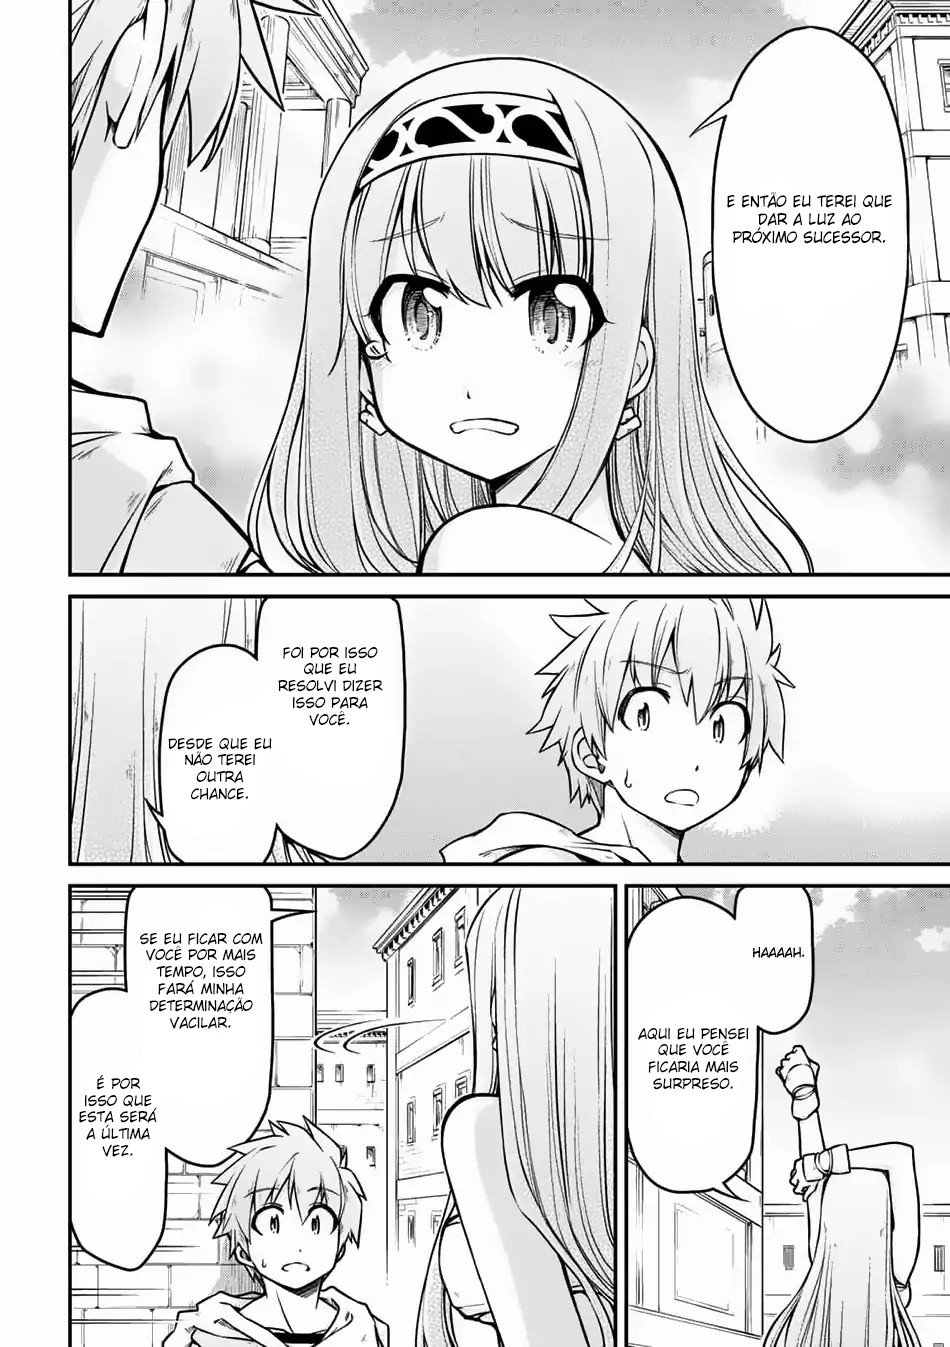 E ENTÃO EU TEREI QUE
DAR A LUZ AO
PRÓXIMO SUCESSOR.
FOI POR ISSO
QUE EU
RESOLVI DIZER
ISSO PARA
VOCÊ.
DESDE QUE EU
NÃO TEREI
OUTRA
CHANCE.
HAAAAH.
AQUI EU PENSEI
QUE VOCÊ
FICARIA MAIS
SURPRESO.
SE EU FICAR COM
VOCÊ POR MAIS
TEMPO, ISSO
FARÁ MINHA
DETERMINAÇÃO
VACILAR.
É POR
ISSO QUE
ESTA SERÁ
A ÚLTIMA
VEZ.